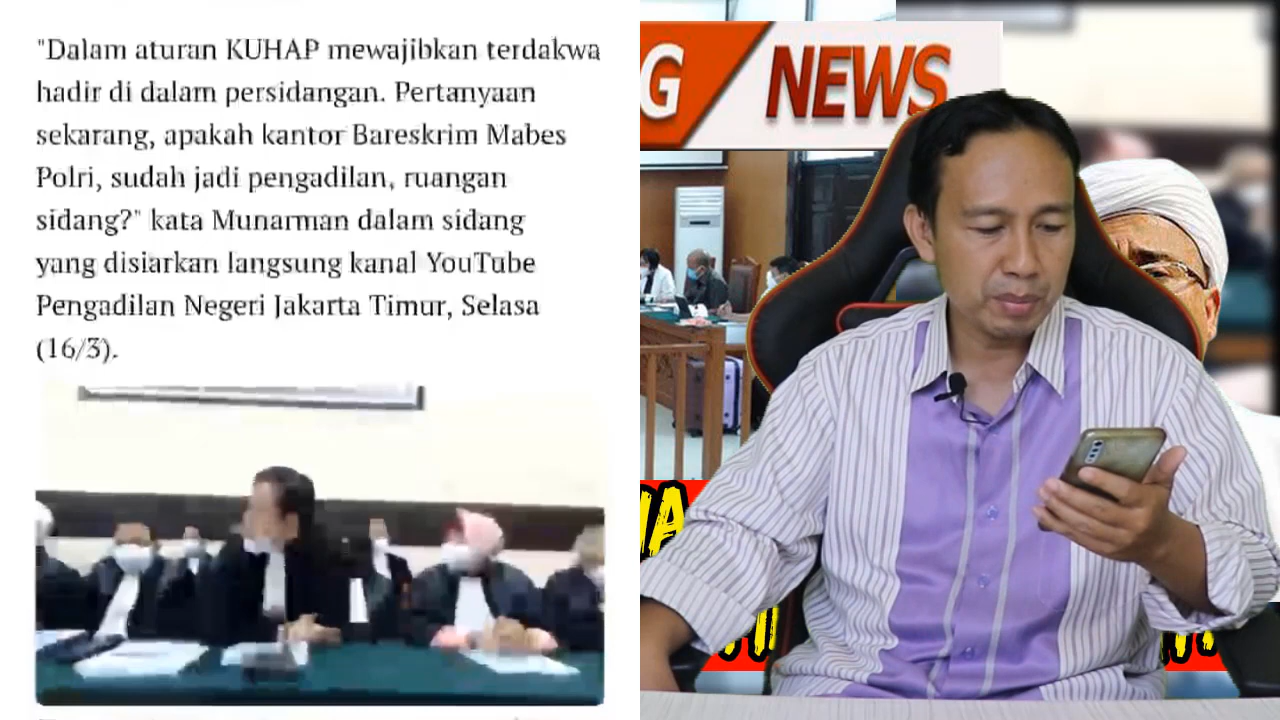 "Dalam aturan KUHAP mewajibkan terdakwa
hadir di dalam persidangan. Pertanyaan
sekarang, apakah kantor Bareskrim Mabes
Polri, sudah jadi pengadilan, ruangan
sidang?" kata Munarman dalam sidang
yang disiarkan langsung kanal YouTube
Pengadilan Negeri Jakarta Timur, Selasa
(16/3).
G NEWS